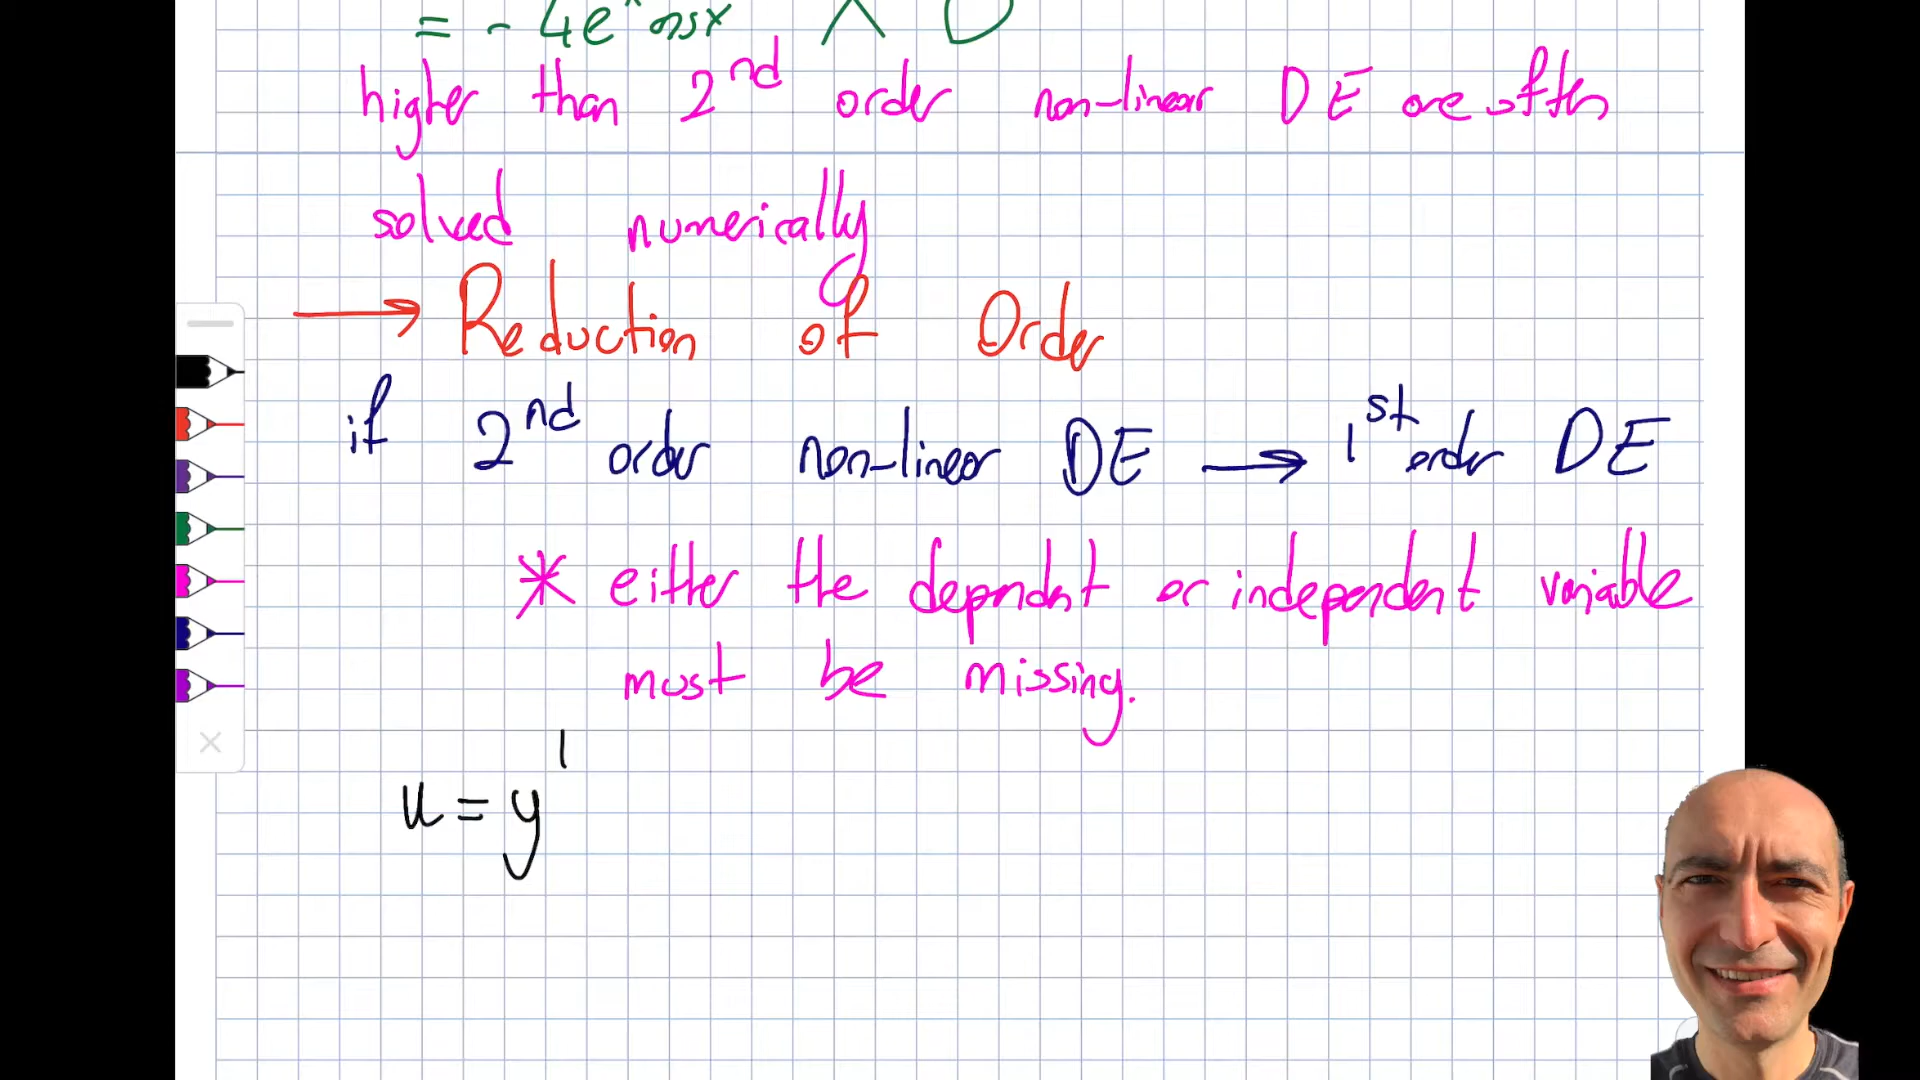 = - 4e^x cosx
higher than 2nd order non-linear DE are often
solved numerically
→ Reduction of Order
if 2nd order non-linear DE → 1st order DE
* either the dependent or independent variable
must be missing.
u = y'